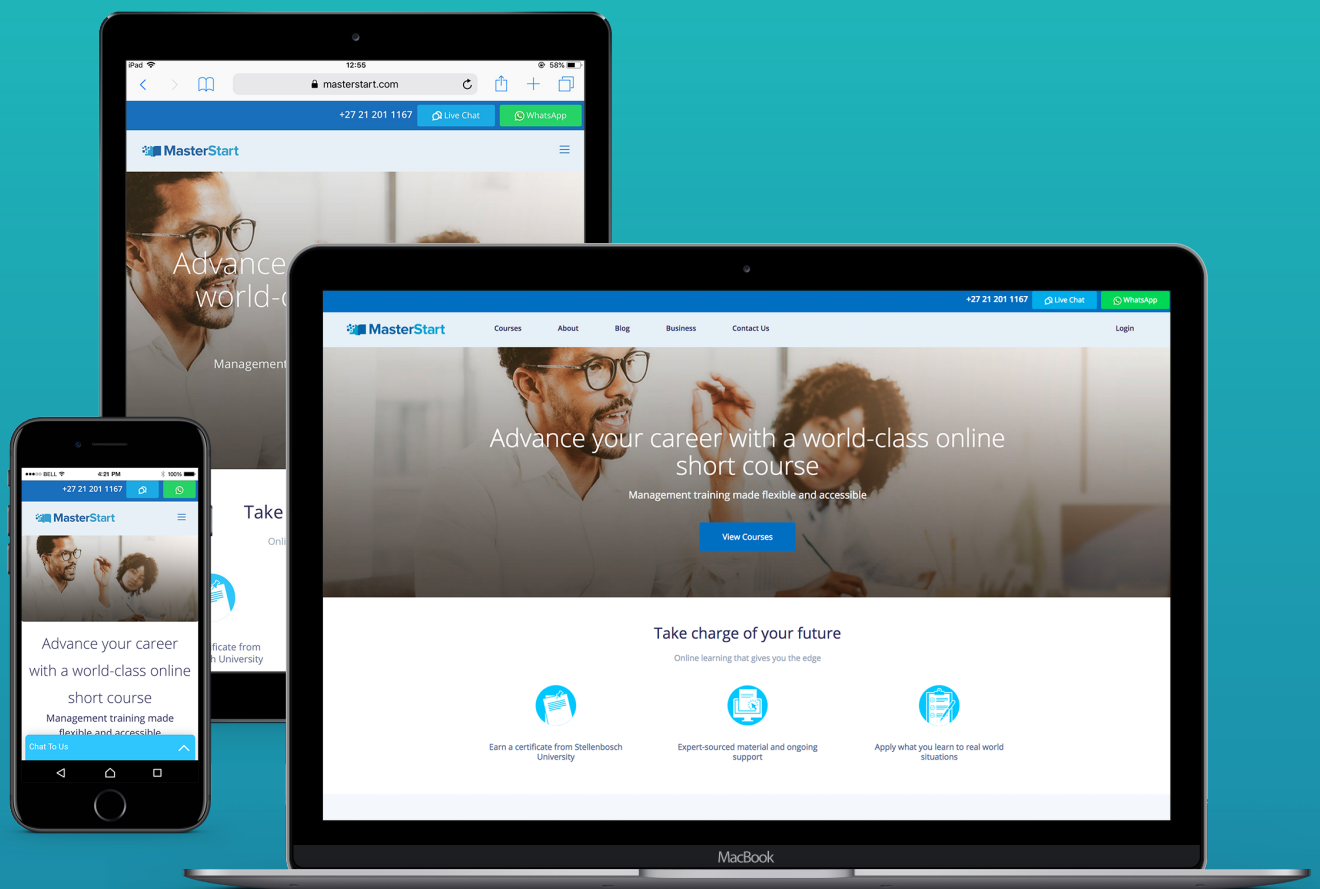 iPad
12:55
58%
masterstart.com
+27 21 201 1167
Live Chat
WhatsApp
MasterStart
Advance
world-
Management
Take
ficate from
h University
BELL
4:21 PM
100%
+27 21 201 1167
MasterStart
Advance your career
with a world-class online
short course
Management training made
flexible and accessible
Chat To Us
+27 21 201 1167
Live Chat
WhatsApp
MasterStart
Courses
About
Blog
Business
Contact Us
Login
Advance your career with a world-class online
short course
Management training made flexible and accessible
View Courses
Take charge of your future
Online learning that gives you the edge
Earn a certificate from Stellenbosch
University
Expert-sourced material and ongoing
support
Apply what you learn to real world
situations
MacBook